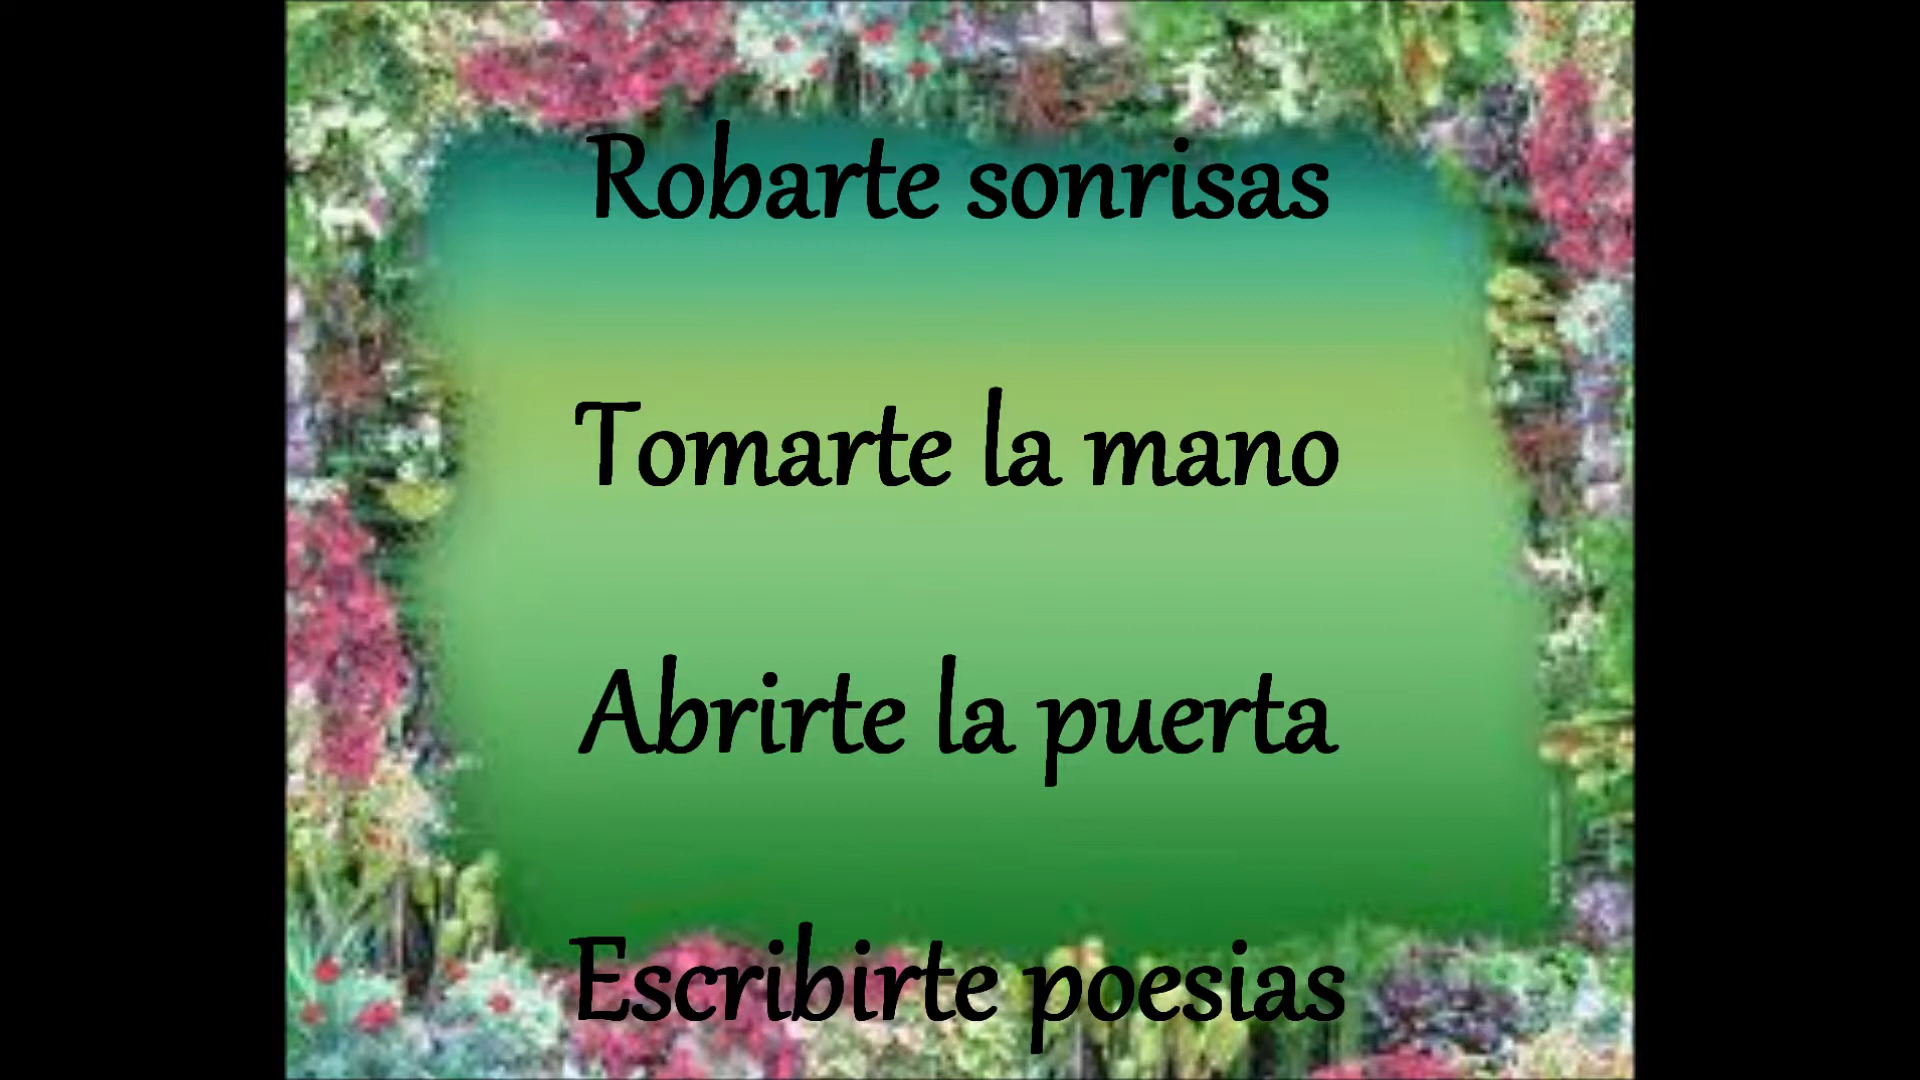 Robarte sonrisas
Tomarte la mano
Abrirte la puerta
Escribirte poesias